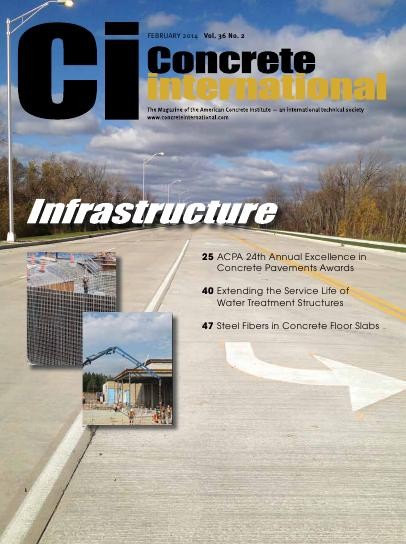 Ci
FEBRUARY 2014 Vol. 36 No. 2
Concrete
international
The Magazine of the American Concrete Institute — an international technical society
www.concreteinternational.com
Infrastructure
25 ACPA 24th Annual Excellence in
Concrete Pavements Awards
40 Extending the Service Life of
Water Treatment Structures
47 Steel Fibers in Concrete Floor Slabs